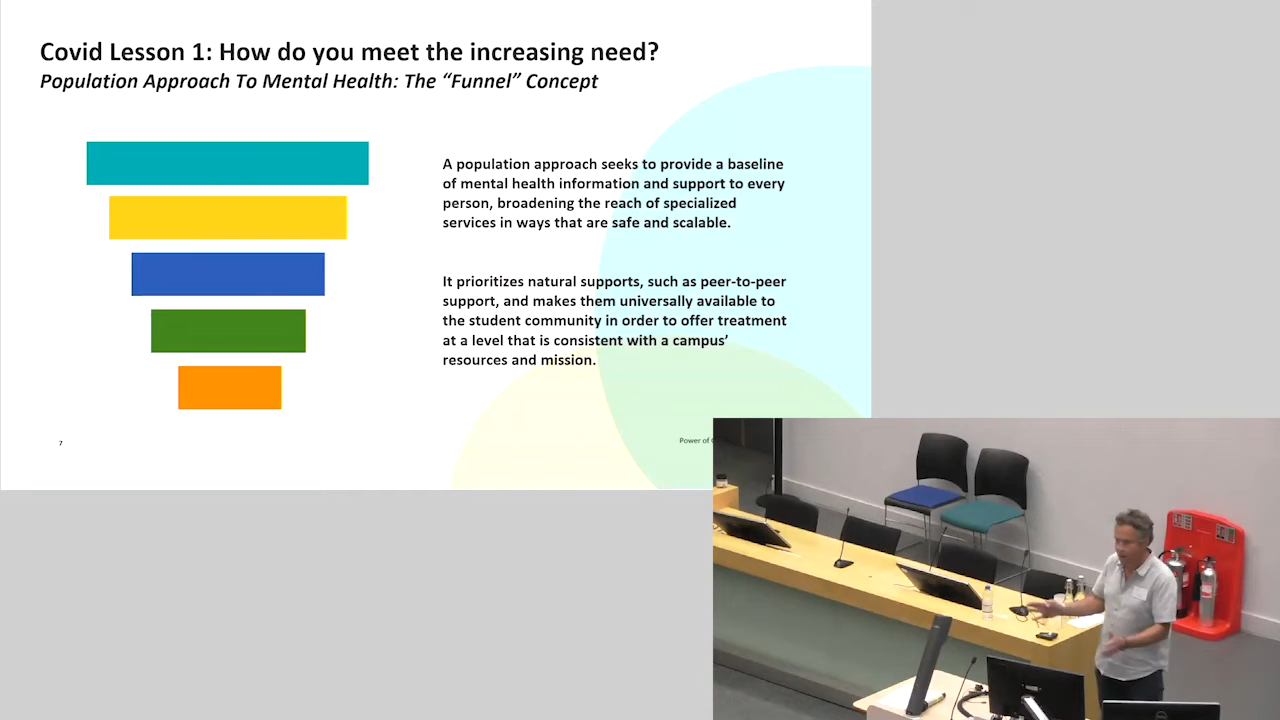 Covid Lesson 1: How do you meet the increasing need?
Population Approach To Mental Health: The “Funnel” Concept
A population approach seeks to provide a baseline
of mental health information and support to every
person, broadening the reach of specialized
services in ways that are safe and scalable.
It prioritizes natural supports, such as peer-to-peer
support, and makes them universally available to
the student community in order to offer treatment
at a level that is consistent with a campus’
resources and mission.
7
Power of